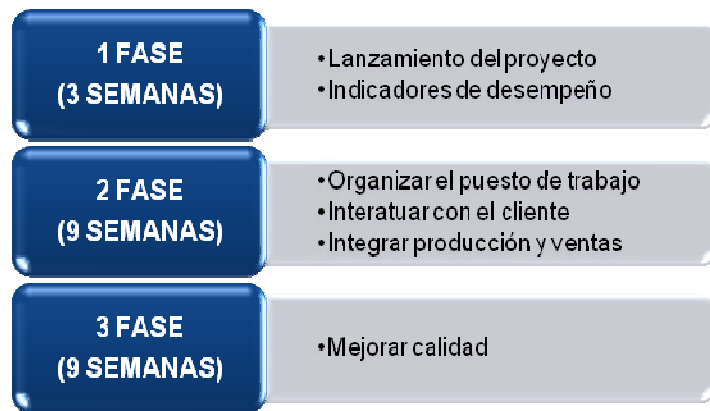 1 FASE
(3 SEMANAS)
•Lanzamiento del proyecto
•Indicadores de desempeño
2 FASE
(9 SEMANAS)
•Organizar el puesto de trabajo
•Interatuar con el cliente
•Integrar producción y ventas
3 FASE
(9 SEMANAS)
•Mejorar calidad